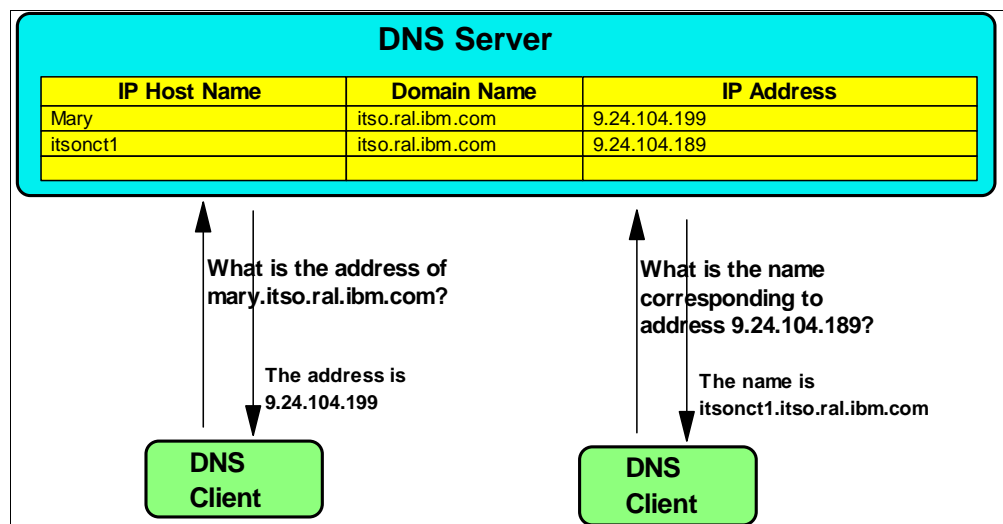 DNS Server
IP Host Name Domain Name IP Address
Mary itso.ral.ibm.com 9.24.104.199
itsonct1 itso.ral.ibm.com 9.24.104.189
What is the address of
mary.itso.ral.ibm.com?
The address is
9.24.104.199
DNS
Client
What is the name
corresponding to
address 9.24.104.189?
The name is
itsonct1.itso.ral.ibm.com
DNS
Client